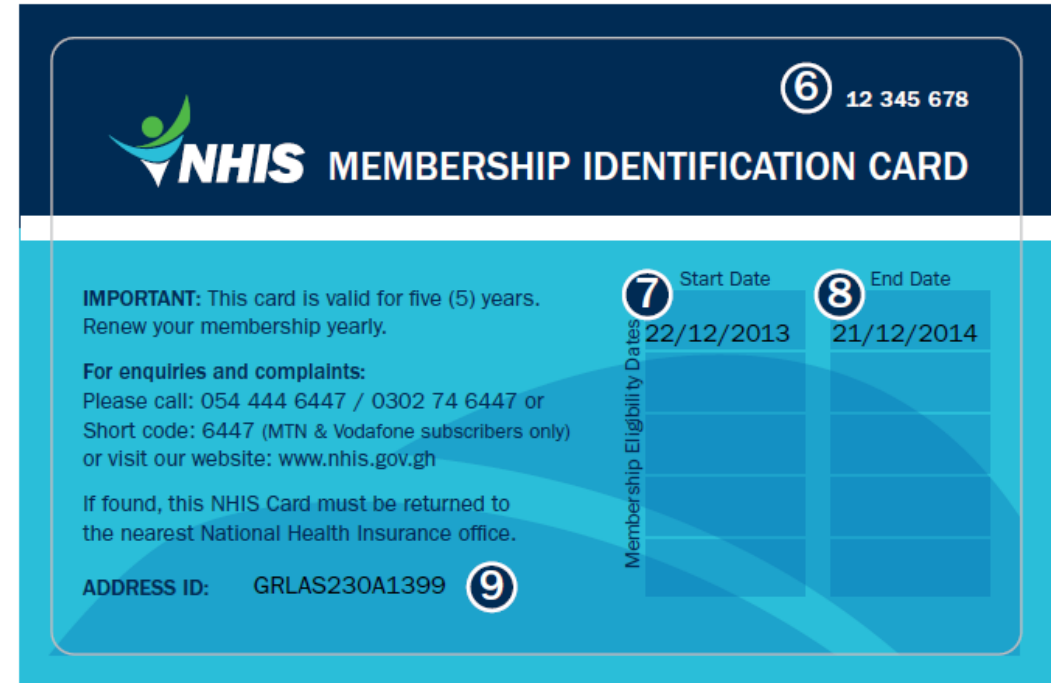 6 12 345 678
NHIS MEMBERSHIP IDENTIFICATION CARD
IMPORTANT: This card is valid for five (5) years.
Renew your membership yearly.
For enquiries and complaints:
Please call: 054 444 6447 / 0302 74 6447 or
Short code: 6447 (MTN & Vodafone subscribers only)
or visit our website: www.nhis.gov.gh
If found, this NHIS Card must be returned to
the nearest National Health Insurance office.
ADDRESS ID: GRLAS230A1399 9
Membership Eligibility Dates
7 Start Date 8 End Date
22/12/2013 21/12/2014